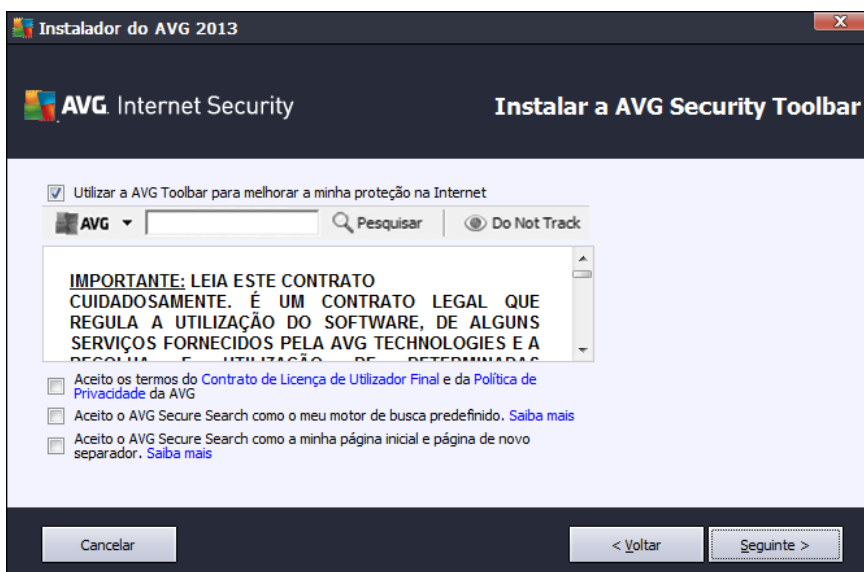 Instalador do AVG 2013
AVG. Internet Security
Instalar a AVG Security Toolbar
Utilizar a AVG Toolbar para melhorar a minha proteção na Internet
AVG
Pesquisar
Do Not Track
IMPORTANTE: LEIA ESTE CONTRATO
CUIDADOSAMENTE. É UM CONTRATO LEGAL QUE
REGULA A UTILIZAÇÃO DO SOFTWARE, DE ALGUNS
SERVIÇOS FORNECIDOS PELA AVG TECHNOLOGIES E A
RECOLHA E UTILIZAÇÃO DE DETERMINADAS
Aceito os termos do Contrato de Licença de Utilizador Final e da Política de
Privacidade da AVG
Aceito o AVG Secure Search como o meu motor de busca predefinido. Saiba mais
Aceito o AVG Secure Search como a minha página inicial e página de novo
separador. Saiba mais
Cancelar
< Voltar
Seguinte >